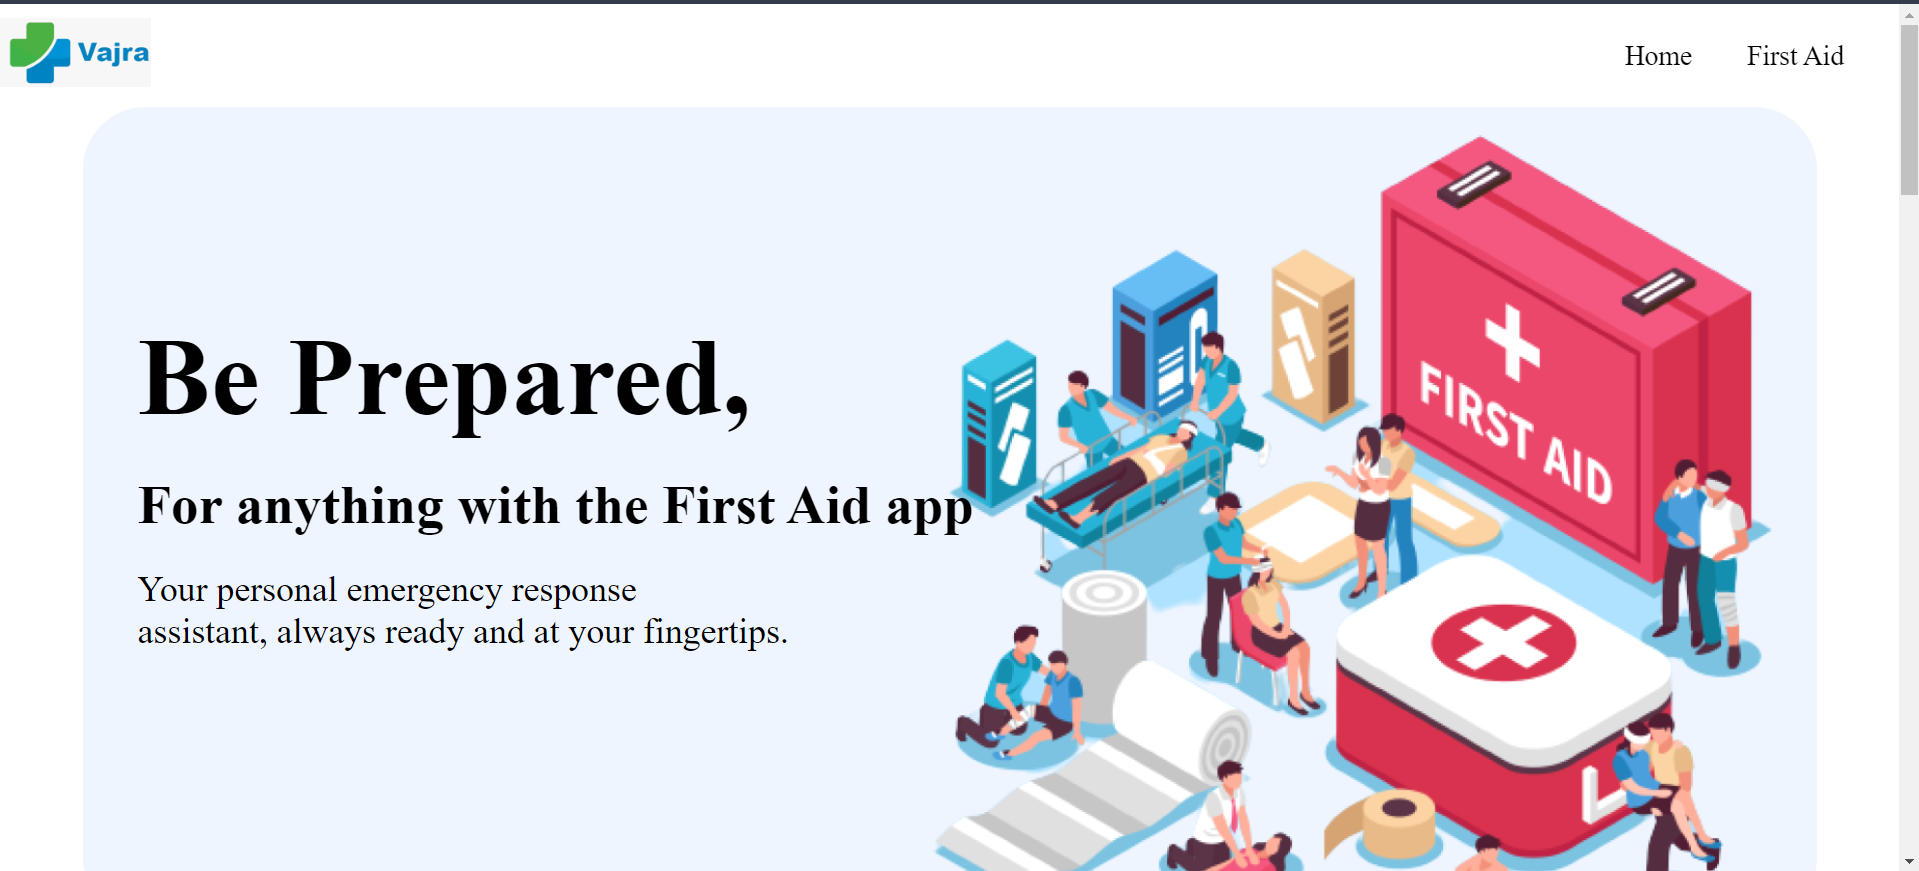 Vajra
Home
First Aid
Be Prepared,
For anything with the First Aid app
Your personal emergency response
assistant, always ready and at your fingertips.
FIRST AID